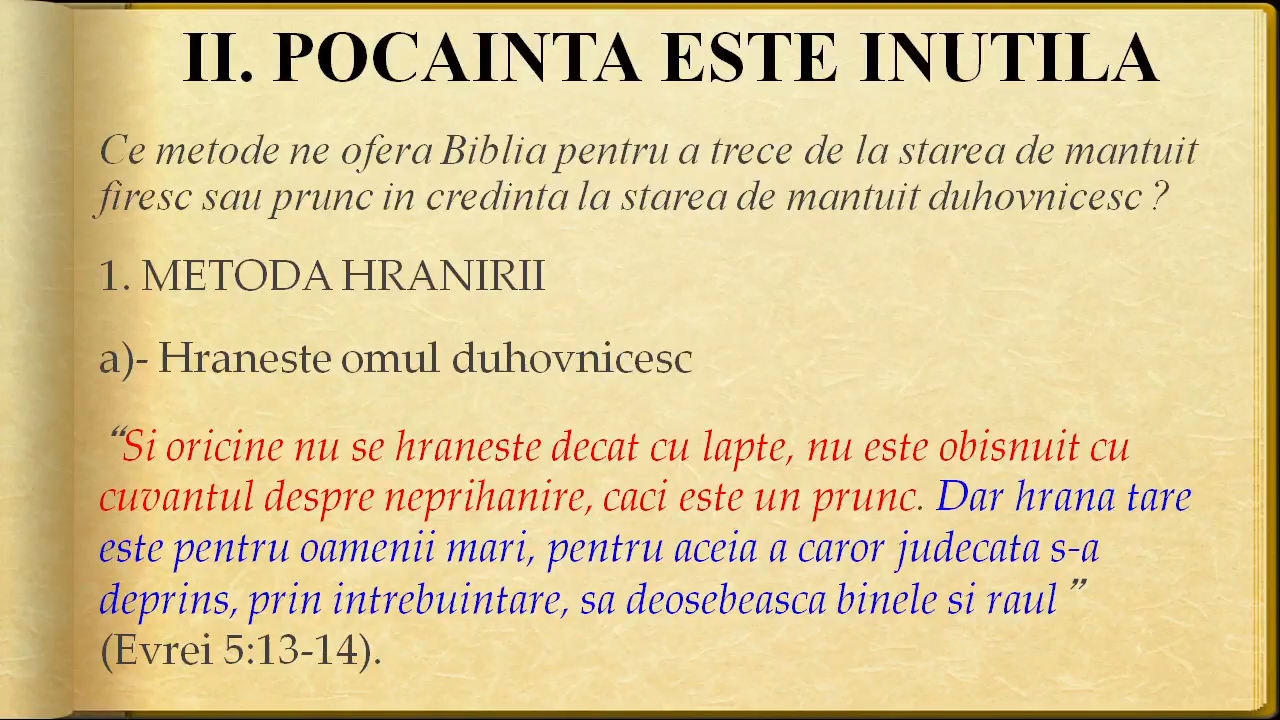 II. POCAINTA ESTE INUTILA
Ce metode ne ofera Biblia pentru a trece de la starea de mantuit
firesc sau prunc in credinta la starea de mantuit duhovnicesc ?
1. METODA HRANIRII
a)- Hraneste omul duhovnicesc
“Si oricine nu se hraneste decat cu lapte, nu este obisnuit cu
cuvantul despre neprihanire, caci este un prunc. Dar hrana tare
este pentru oamenii mari, pentru aceia a caror judecata s-a
deprins, prin intrebuintare, sa deosebeasca binele si raul ”
(Evrei 5:13-14).